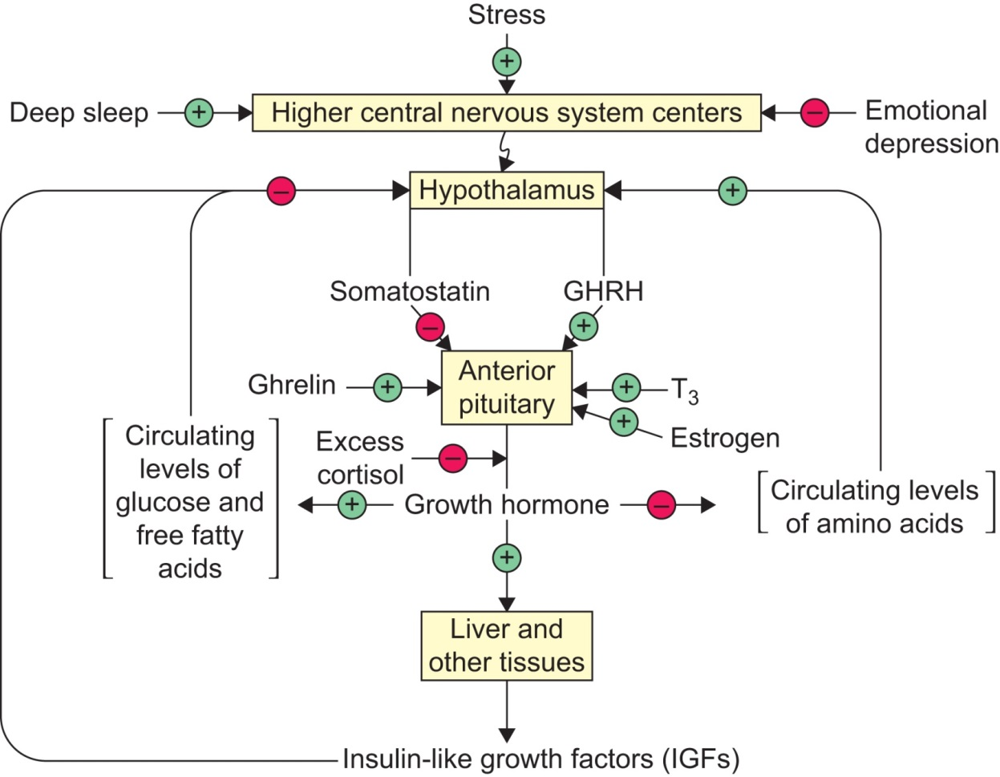 Stress
+
Deep sleep
+
Higher central nervous system centers
–
Emotional
depression
–
Hypothalamus
+
Somatostatin
GHRH
–
+
Anterior
pituitary
Ghrelin
+
+
T3
+
Estrogen
Circulating
levels of
glucose and
free fatty
acids
Excess
cortisol
–
+
Growth hormone
–
Circulating levels
of amino acids
+
Liver and
other tissues
Insulin-like growth factors (IGFs)